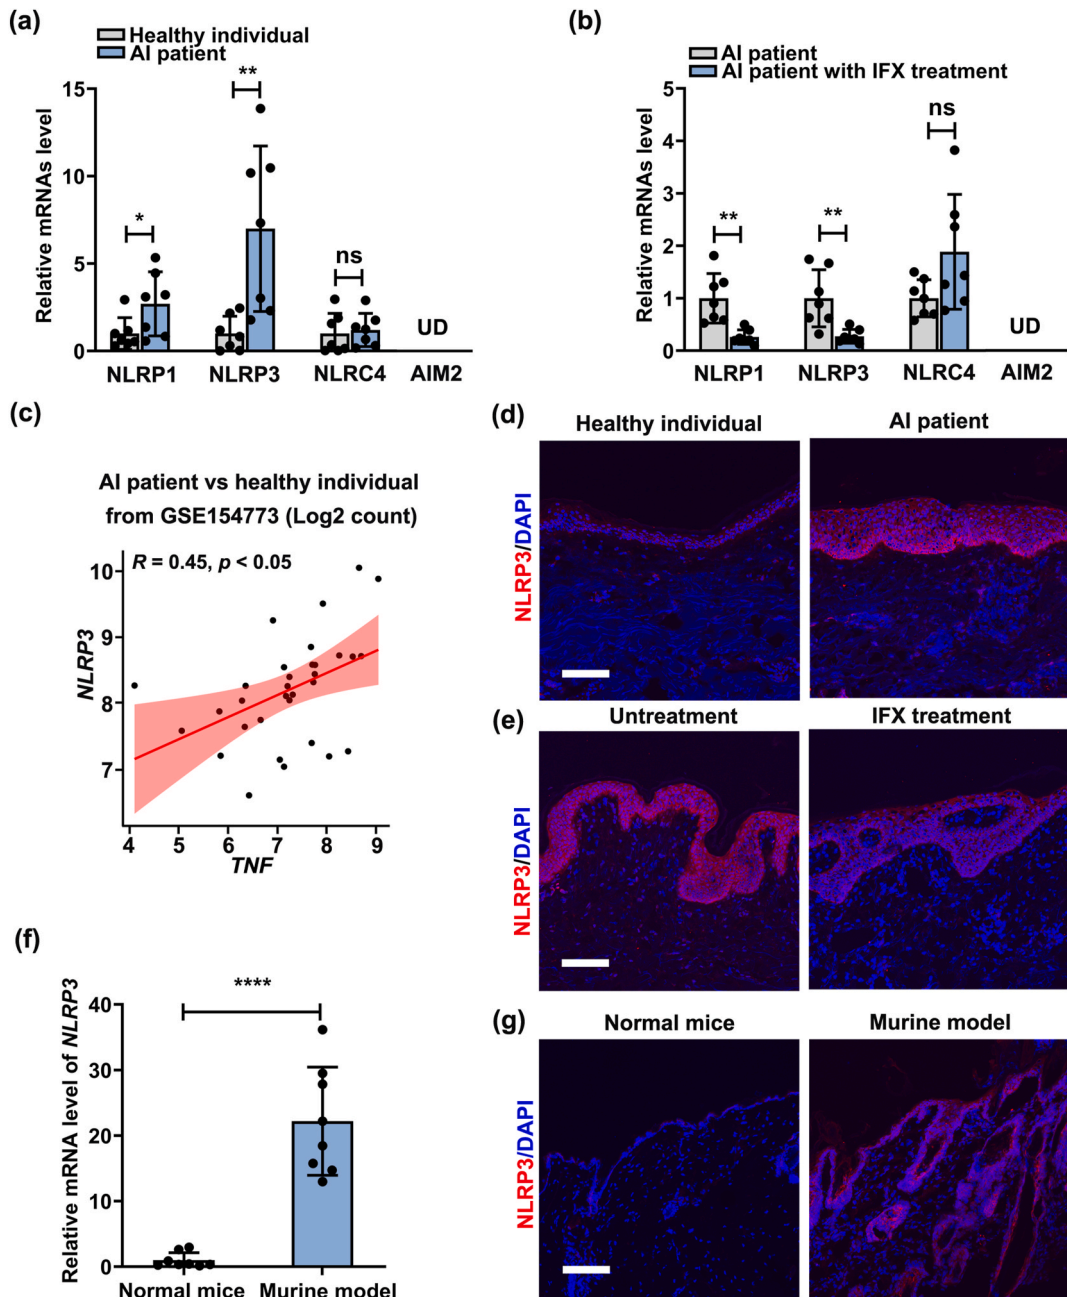 (a)
Healthy individual
AI patient
Relative mRNAs level
15
10
5
0
*
**
ns
UD
NLRP1
NLRP3
NLRC4
AIM2
(b)
AI patient
AI patient with IFX treatment
Relative mRNAs level
5
4
3
2
1
0
**
**
ns
UD
NLRP1
NLRP3
NLRC4
AIM2
(c)
AI patient vs healthy individual
from GSE154773 (Log2 count)
R = 0.45, p < 0.05
NLRP3
10
9
8
7
4
5
6
7
8
9
TNF
(d)
Healthy individual
AI patient
NLRP3/DAPI
(e)
Untreatment
IFX treatment
NLRP3/DAPI
(f)
Relative mRNA level of NLRP3
40
30
20
10
0
****
Normal mice
Murine model
(g)
Normal mice
Murine model
NLRP3/DAPI